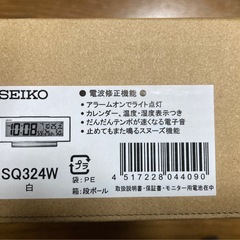 SEIKO
● 電波修正機能 ●
● アラームオンでライト点灯
● カレンダー、温度・湿度表示つき
● だんだんテンポが速くなる電子音
● 止めてもまた鳴るスヌーズ機能
10:08
SQ324W
白
プラ
袋:PE
箱:段ボール
4 517228 044090
取扱説明書・保証書・モニター用電池在中